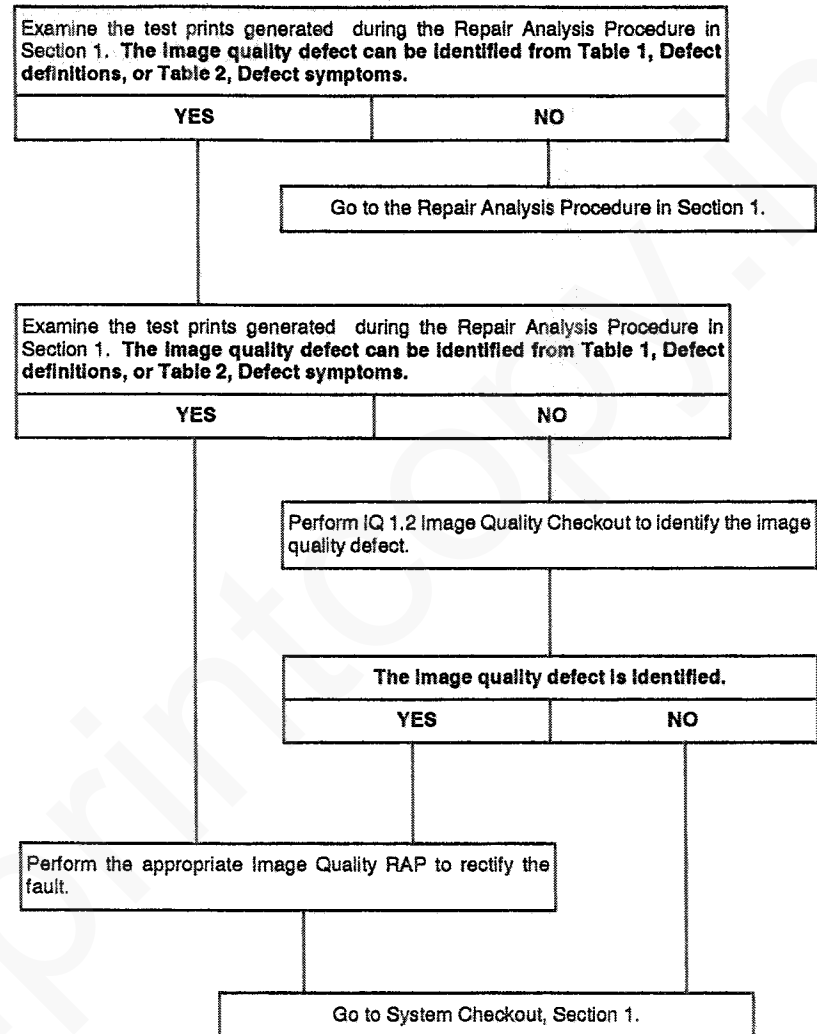 Examine the test prints generated during the Repair Analysis Procedure in
Section 1. The image quality defect can be identified from Table 1, Defect
definitions, or Table 2, Defect symptoms.
YES NO
Go to the Repair Analysis Procedure in Section 1.
Examine the test prints generated during the Repair Analysis Procedure in
Section 1. The image quality defect can be identified from Table 1, Defect
definitions, or Table 2, Defect symptoms.
YES NO
Perform IQ 1.2 Image Quality Checkout to identify the image
quality defect.
The image quality defect is identified.
YES NO
Perform the appropriate Image Quality RAP to rectify the
fault.
Go to System Checkout, Section 1.
printcopy.in